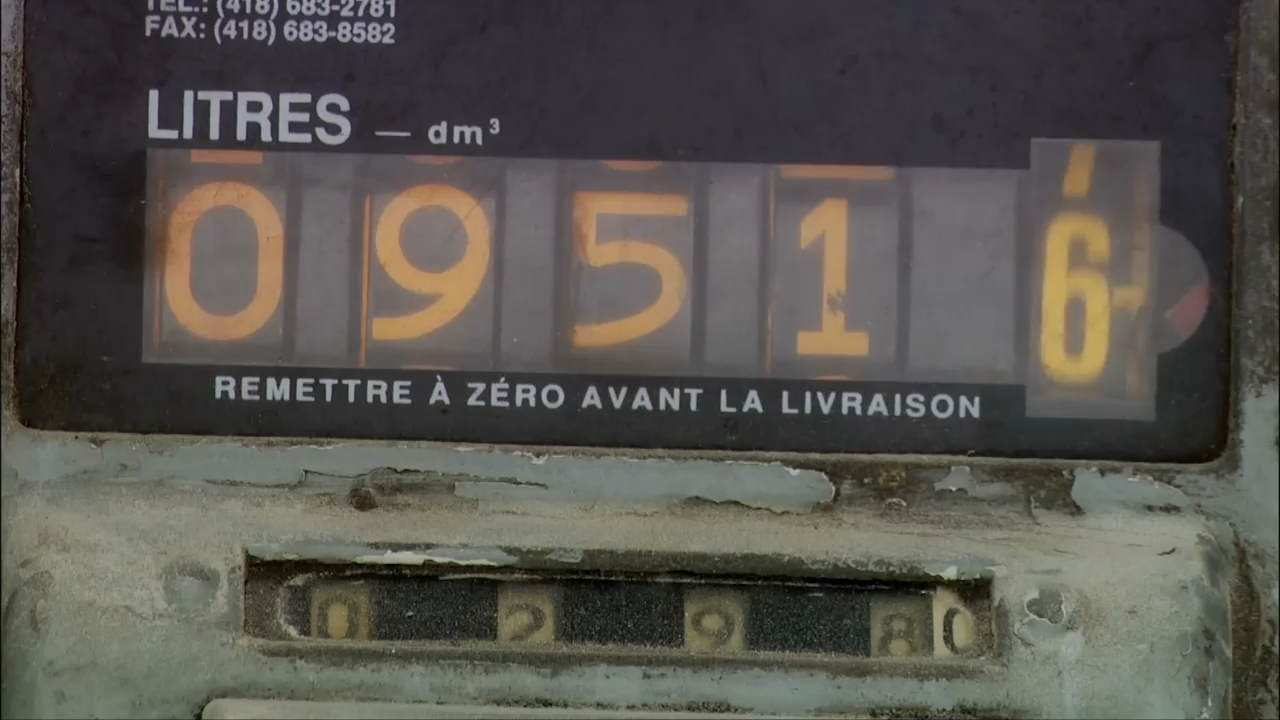 TEL.: (418) 683-2781
FAX: (418) 683-8582
LITRES — dm³
0 9 5 1 6
REMETTRE À ZÉRO AVANT LA LIVRAISON
0 2 9 8 0